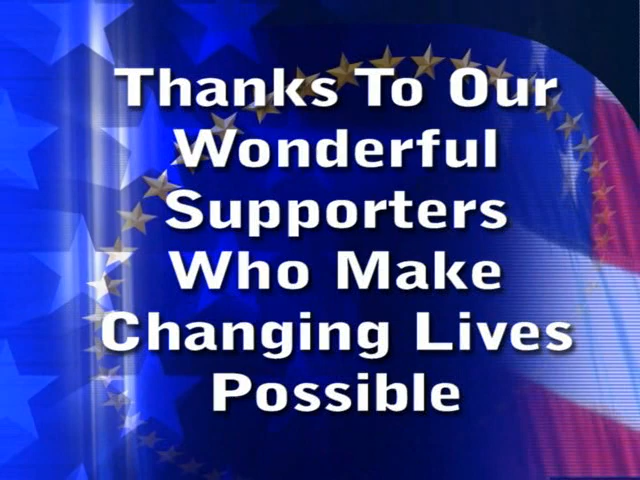 Thanks To Our
Wonderful
Supporters
Who Make
Changing Lives
Possible